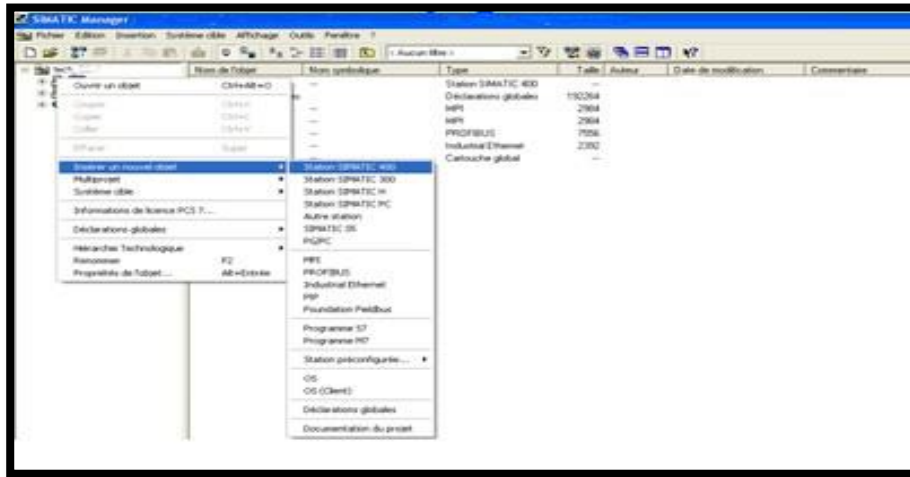 SIMATIC Manager
Fichier Edition Insertion Système cible Affichage Outils Fenêtre ?
< Aucun filtre >
Nom de l'objet Nom symbolique Type Taille Auteur Date de modification Commentaire
--- Station SIMATIC 400 ---
--- Déclarations globales 192264
--- MPI 2984
--- MPI 2984
--- PROFIBUS 7556
--- Industrial Ethernet 2392
--- Cartouche global ---
Ouvrir un objet Ctrl+Alt+O
Couper Ctrl+X
Copier Ctrl+C
Coller Ctrl+V
Effacer Suppr
Insérer un nouvel objet
Multiprojet
Système cible
Informations de licence PCS 7...
Déclarations globales
Hiérarchie Technologique
Renommer F2
Propriétés de l'objet... Alt+Entrée
Station SIMATIC 400
Station SIMATIC 300
Station SIMATIC H
Station SIMATIC PC
Autre station
SIMATIC S5
PG/PC
MPI
PROFIBUS
Industrial Ethernet
PtP
Foundation Fieldbus
Programme S7
Programme M7
Station préconfigurée...
OS
OS (Client)
Déclarations globales
Documentation du projet